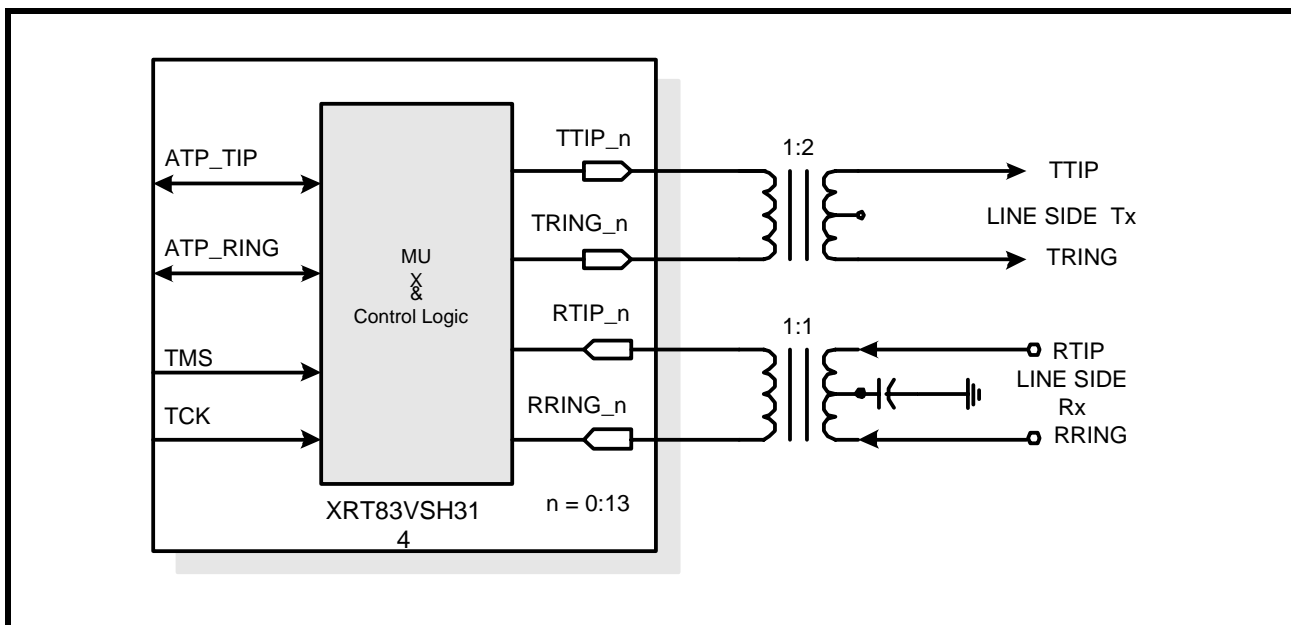 ATP_TIP
ATP_RING
TMS
TCK
MU
X
&
Control Logic
XRT83VSH31
4
TTIP_n
TRING_n
RTIP_n
RRING_n
n = 0:13
1:2
TTIP
LINE SIDE Tx
TRING
1:1
RTIP
LINE SIDE
Rx
RRING